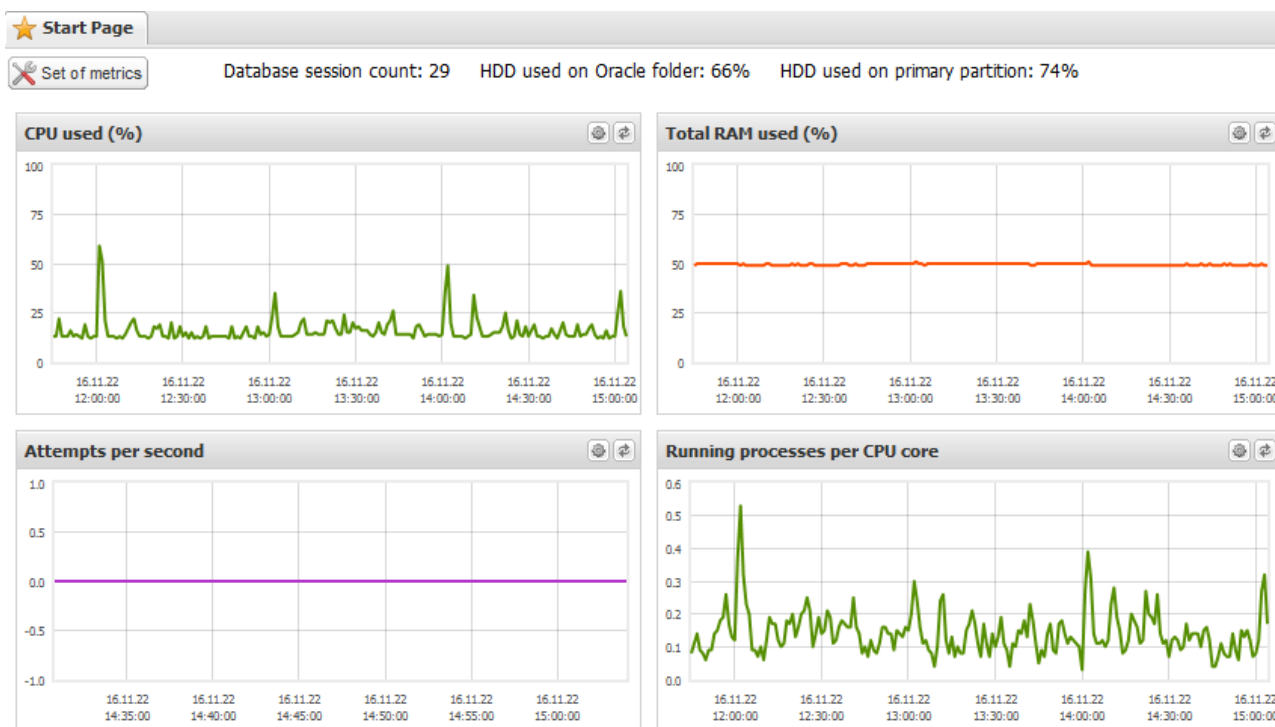 Start Page
Set of metrics
Database session count: 29 HDD used on Oracle folder: 66% HDD used on primary partition: 74%
CPU used (%)
100
75
50
25
0
16.11.22 16.11.22 16.11.22 16.11.22 16.11.22 16.11.22 16.11.22
12:00:00 12:30:00 13:00:00 13:30:00 14:00:00 14:30:00 15:00:00
Total RAM used (%)
100
75
50
25
0
16.11.22 16.11.22 16.11.22 16.11.22 16.11.22 16.11.22 16.11.22
12:00:00 12:30:00 13:00:00 13:30:00 14:00:00 14:30:00 15:00:00
Attempts per second
1.0
0.5
0.0
-0.5
-1.0
16.11.22 16.11.22 16.11.22 16.11.22 16.11.22 16.11.22
14:35:00 14:40:00 14:45:00 14:50:00 14:55:00 15:00:00
Running processes per CPU core
0.6
0.5
0.4
0.3
0.2
0.1
0.0
16.11.22 16.11.22 16.11.22 16.11.22 16.11.22 16.11.22 16.11.22
12:00:00 12:30:00 13:00:00 13:30:00 14:00:00 14:30:00 15:00:00